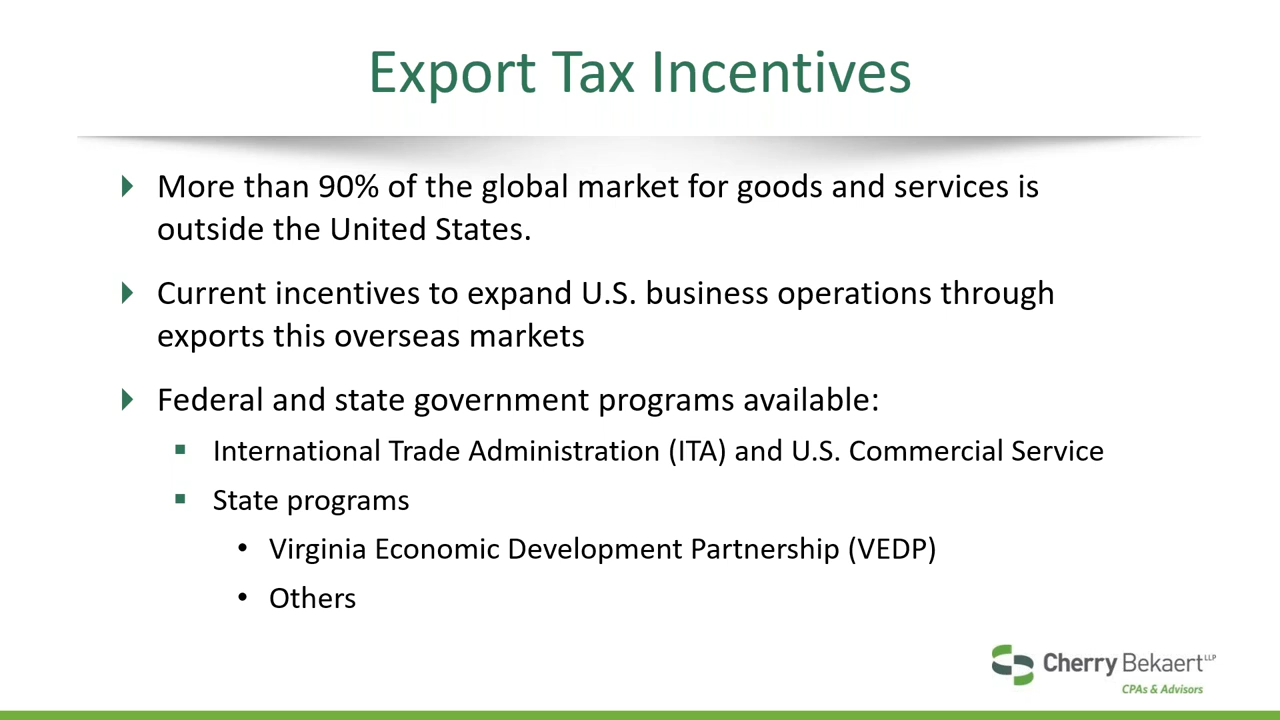 Export Tax Incentives
More than 90% of the global market for goods and services is
outside the United States.
Current incentives to expand U.S. business operations through
exports this overseas markets
Federal and state government programs available:
International Trade Administration (ITA) and U.S. Commercial Service
State programs
• Virginia Economic Development Partnership (VEDP)
• Others
Cherry Bekaert LLP
CPAs & Advisors